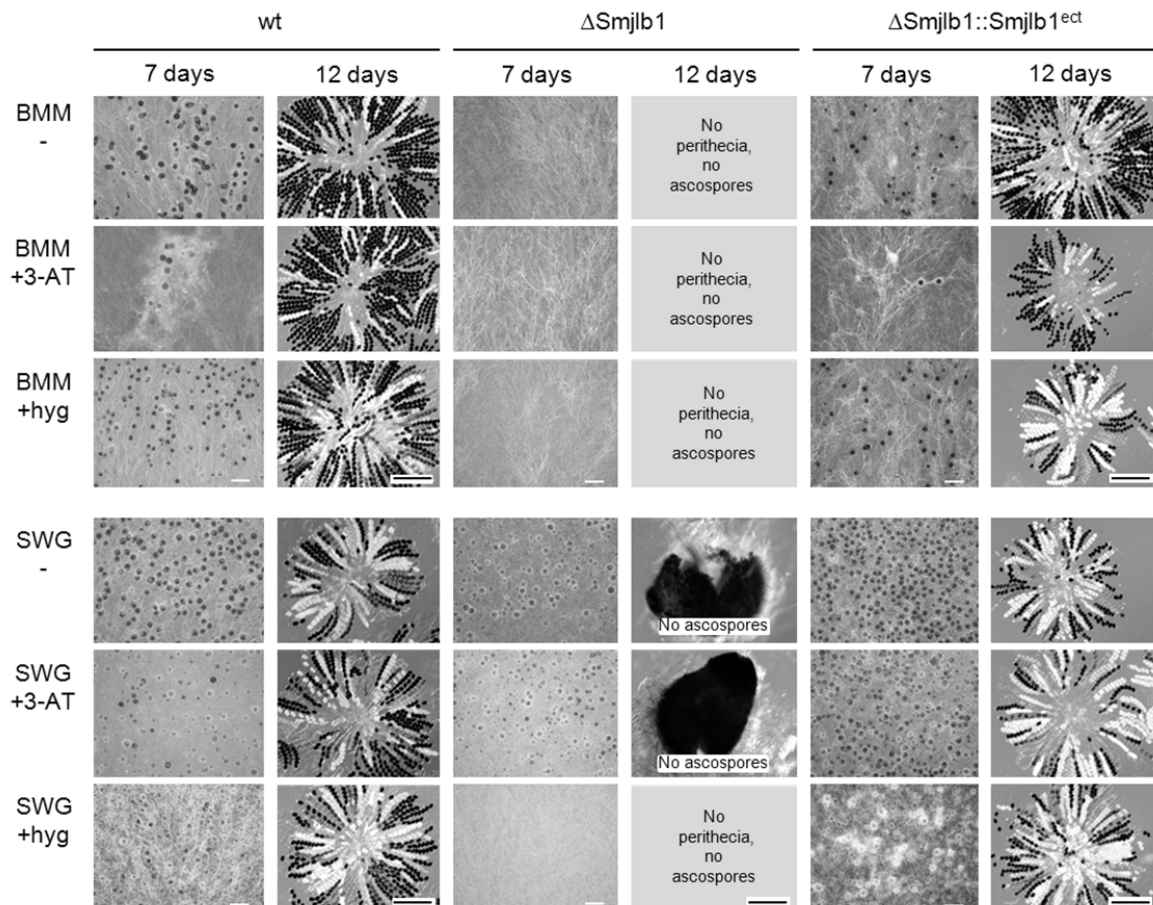 wt ΔSmjlb1 ΔSmjlb1::Smjlb1ect
7 days 12 days 7 days 12 days 7 days 12 days
BMM
-
No
perithecia,
no
ascospores
BMM
+3-AT
No
perithecia,
no
ascospores
BMM
+hyg
No
perithecia,
no
ascospores
SWG
-
No ascospores
SWG
+3-AT
No ascospores
SWG
+hyg
No
perithecia,
no
ascospores